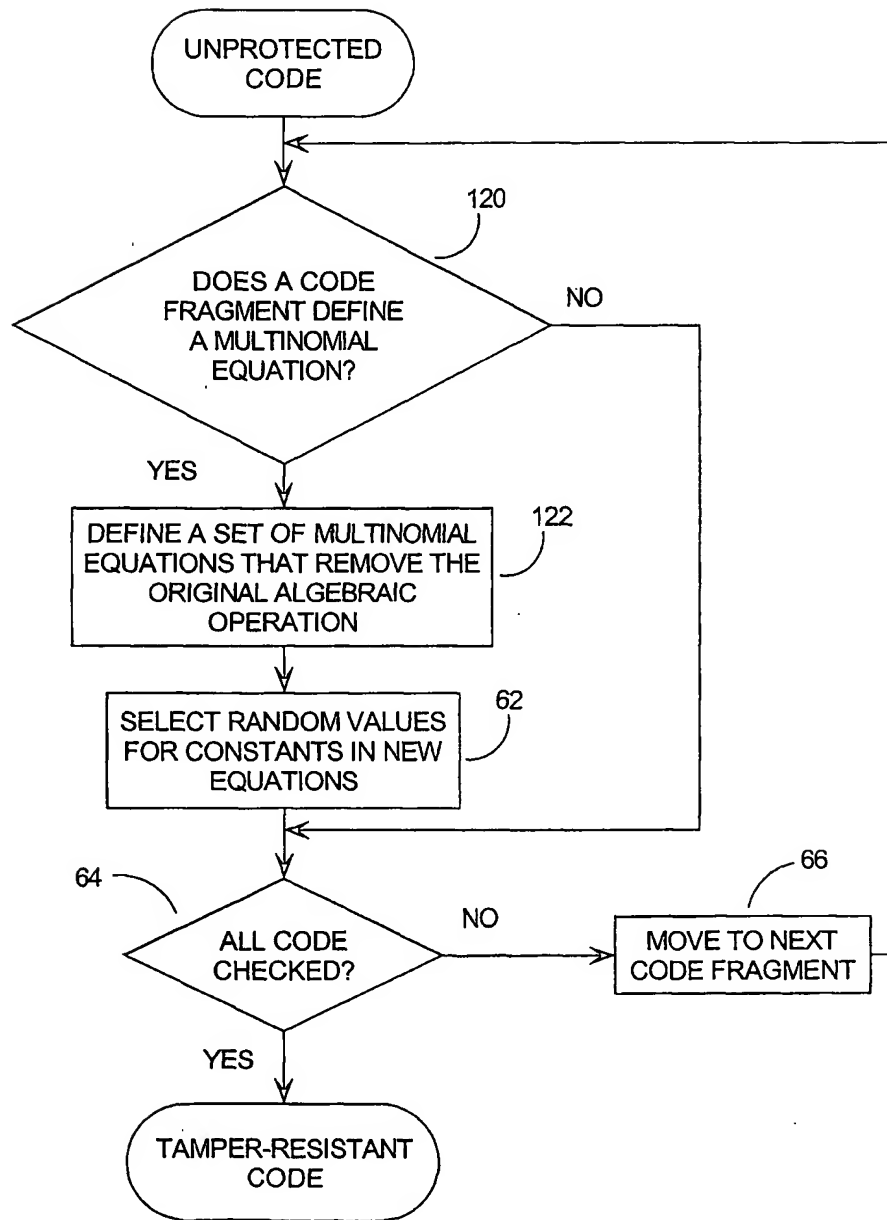 UNPROTECTED
CODE
120
DOES A CODE
FRAGMENT DEFINE
A MULTINOMIAL
EQUATION?
NO
YES
122
DEFINE A SET OF MULTINOMIAL
EQUATIONS THAT REMOVE THE
ORIGINAL ALGEBRAIC
OPERATION
62
SELECT RANDOM VALUES
FOR CONSTANTS IN NEW
EQUATIONS
64
ALL CODE
CHECKED?
NO
66
MOVE TO NEXT
CODE FRAGMENT
YES
TAMPER-RESISTANT
CODE